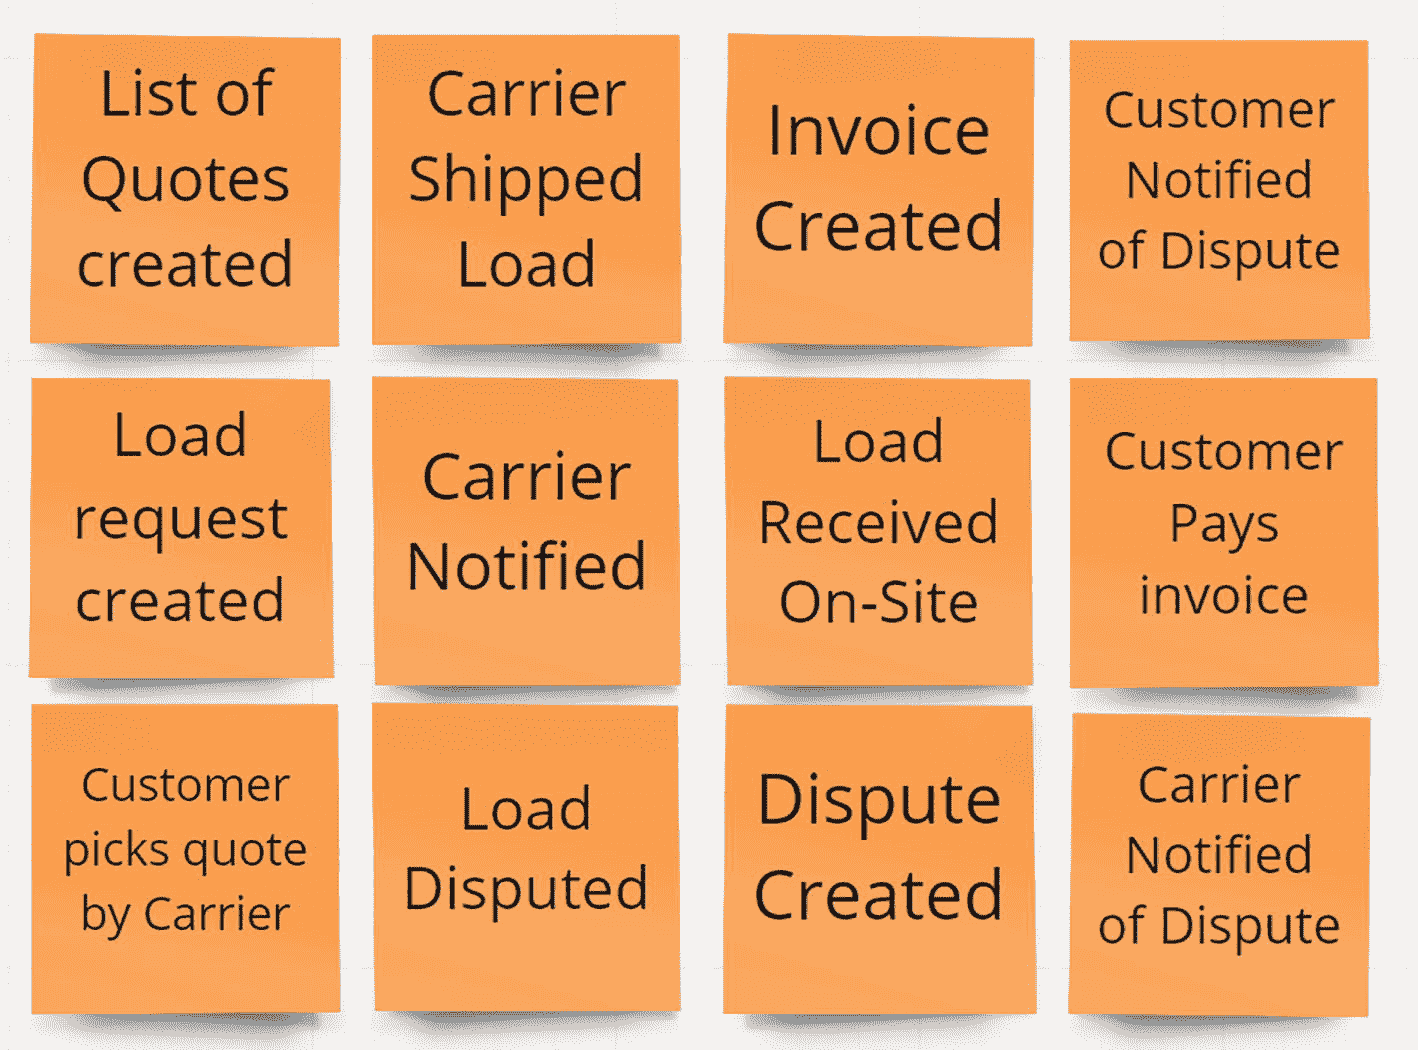 List of
Quotes
created
Carrier
Shipped
Load
Invoice
Created
Customer
Notified
of Dispute
Load
request
created
Carrier
Notified
Load
Received
On-Site
Customer
Pays
invoice
Customer
picks quote
by Carrier
Load
Disputed
Dispute
Created
Carrier
Notified
of Dispute